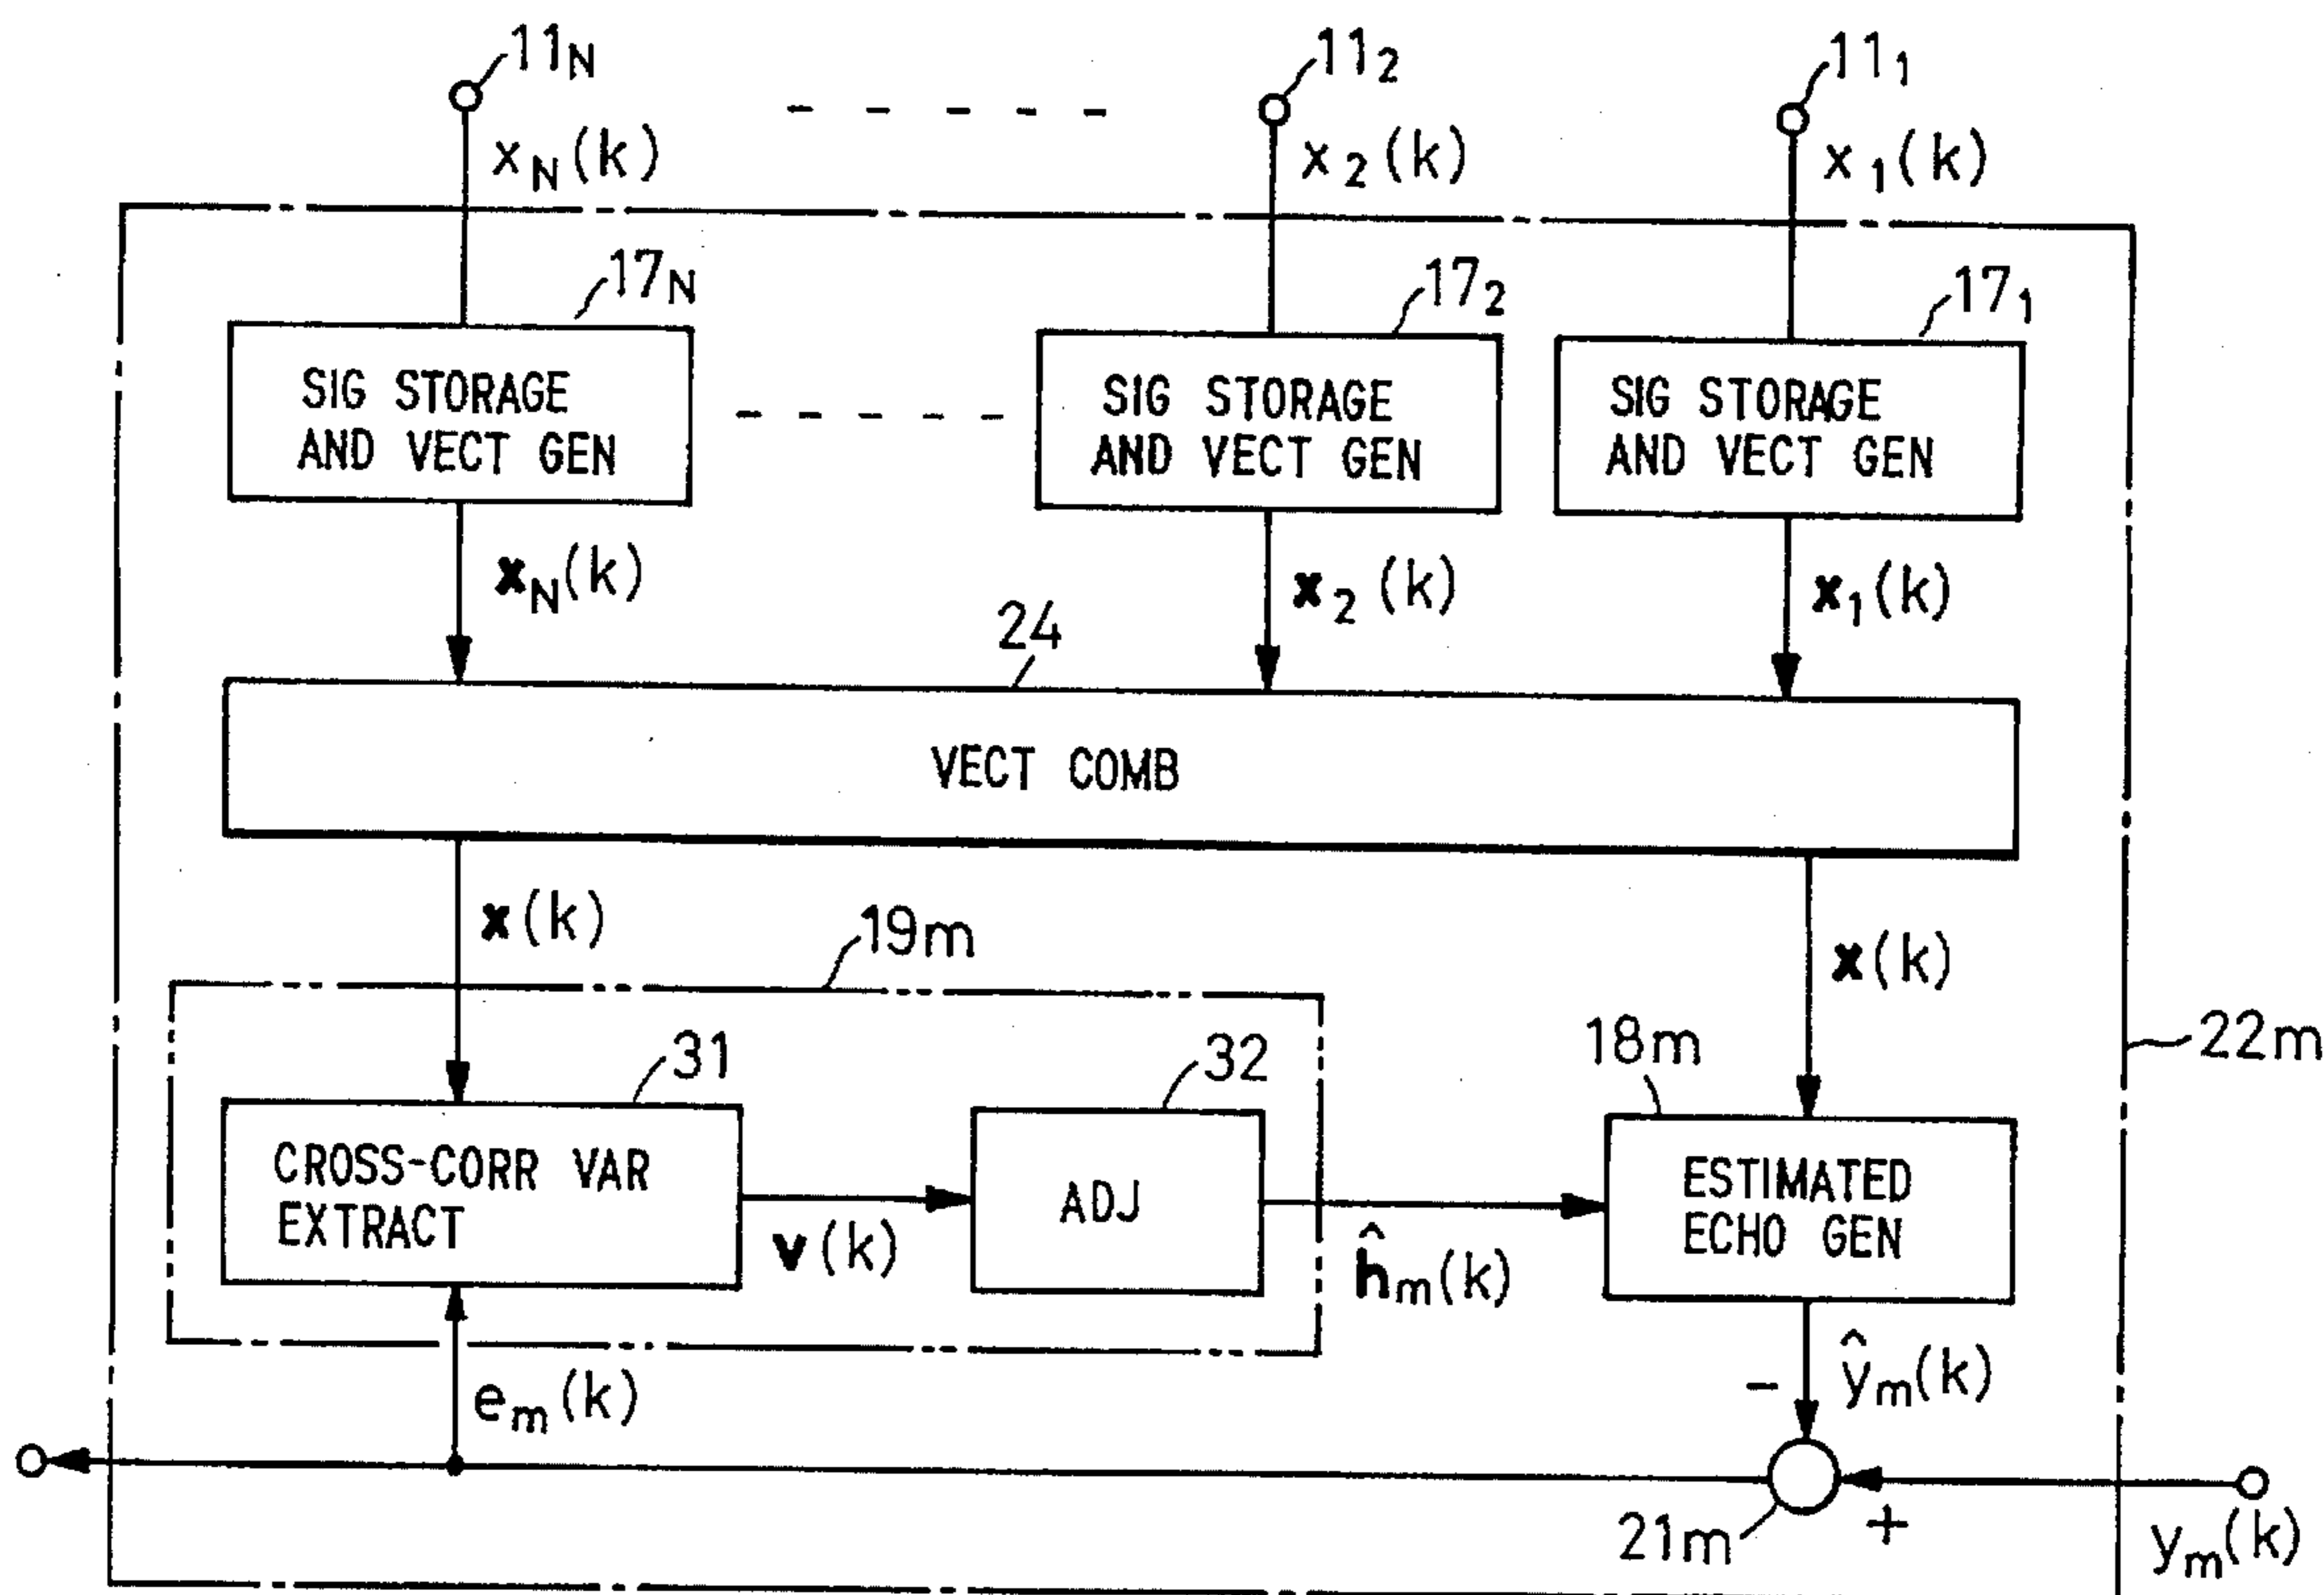 11N
11₂
11₁
xN(k)
x₂(k)
x₁(k)
17N
17₂
17₁
SIG STORAGE
AND VECT GEN
SIG STORAGE
AND VECT GEN
SIG STORAGE
AND VECT GEN
xN(k)
x₂(k)
x₁(k)
24
VECT COMB
x(k)
19m
x(k)
31
32
18m
22m
CROSS-CORR VAR
EXTRACT
ADJ
ESTIMATED
ECHO GEN
v(k)
ĥm(k)
em(k)
-
ŷm(k)
21m
+
ym(k)